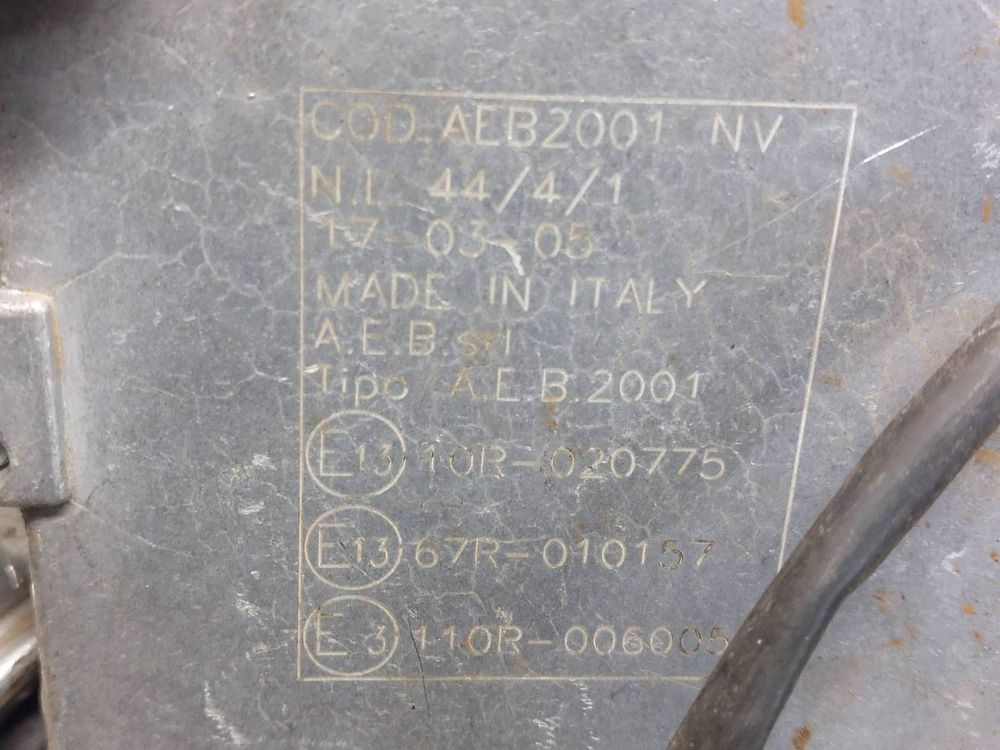 COD. AEB2001 NV
N.L. 44/4/1
17-03-05
MADE IN ITALY
A.E.B. srl
Tipo A.E.B.2001
E13 10R-020775
E13 67R-010157
E3 110R-006005